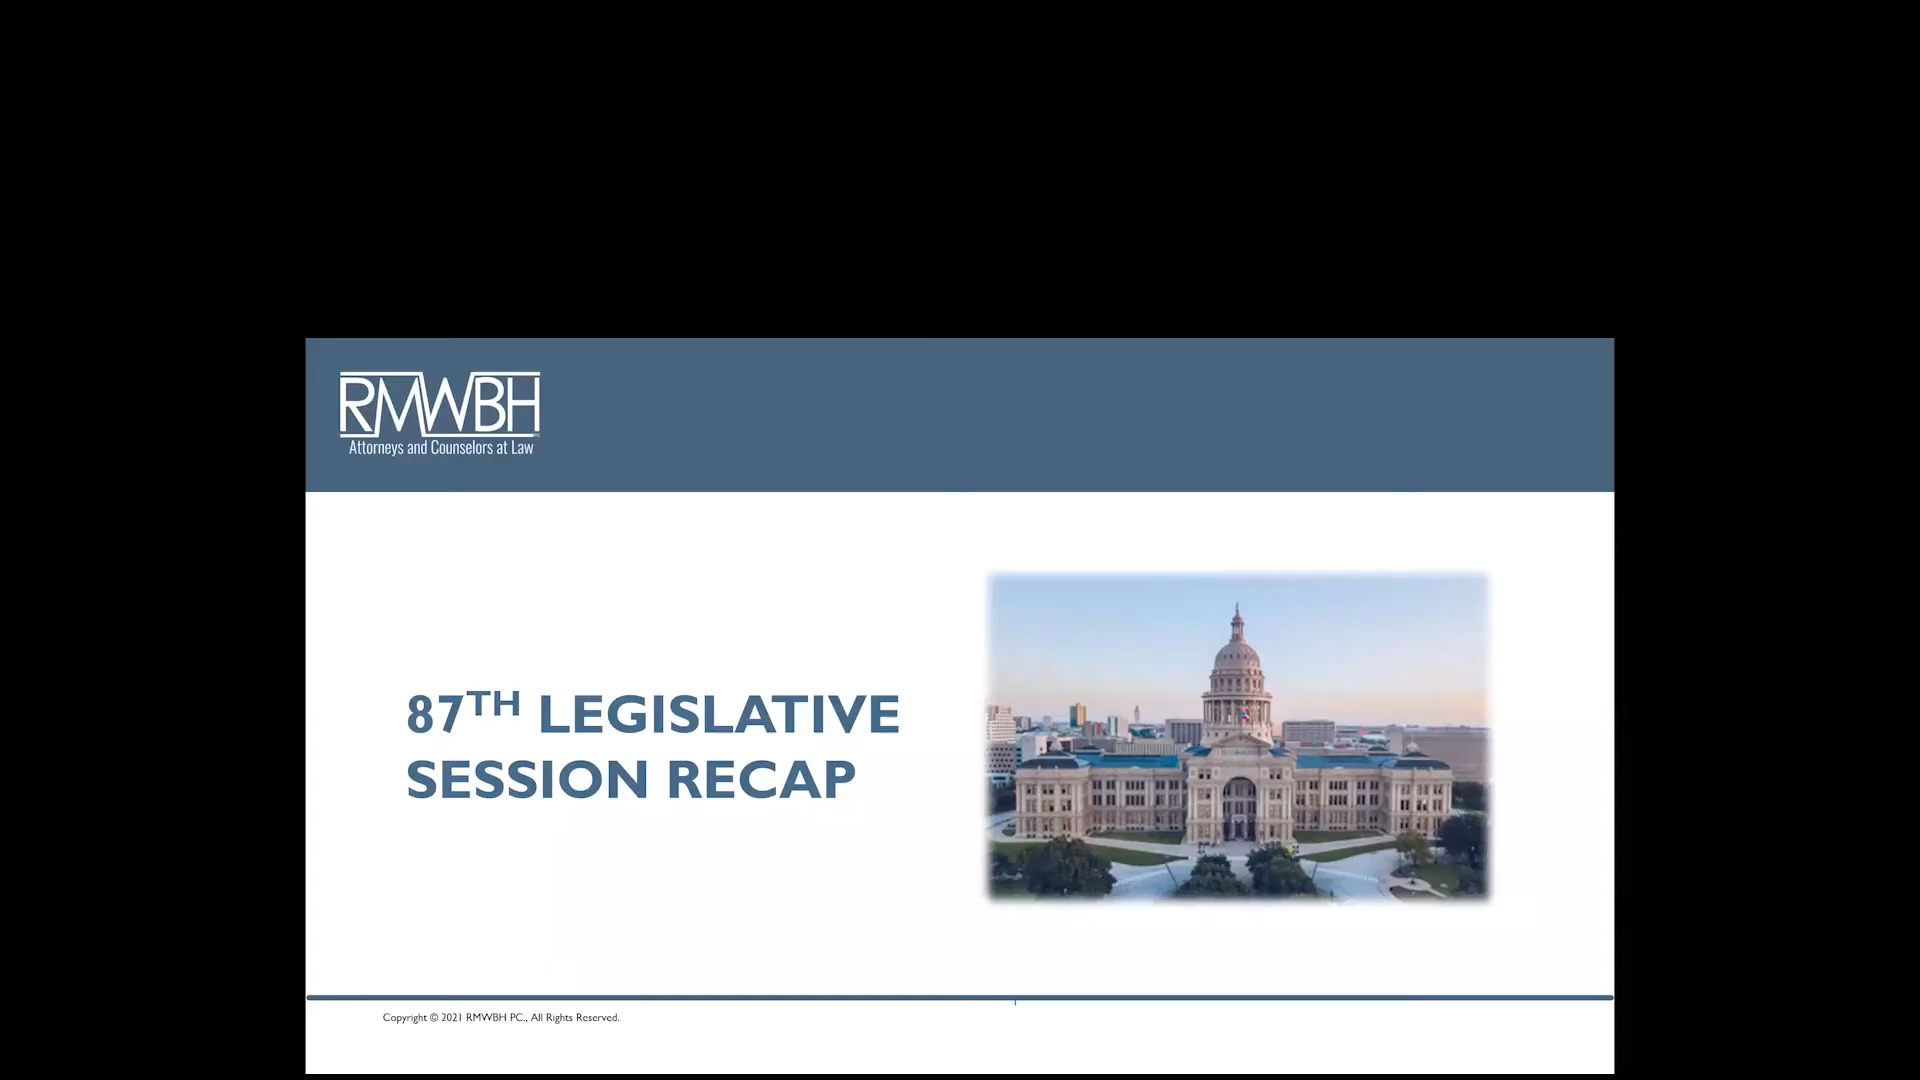 RMWBH
Attorneys and Counselors at Law
87TH LEGISLATIVE
SESSION RECAP
Copyright © 2021 RMWBH PC., All Rights Reserved.